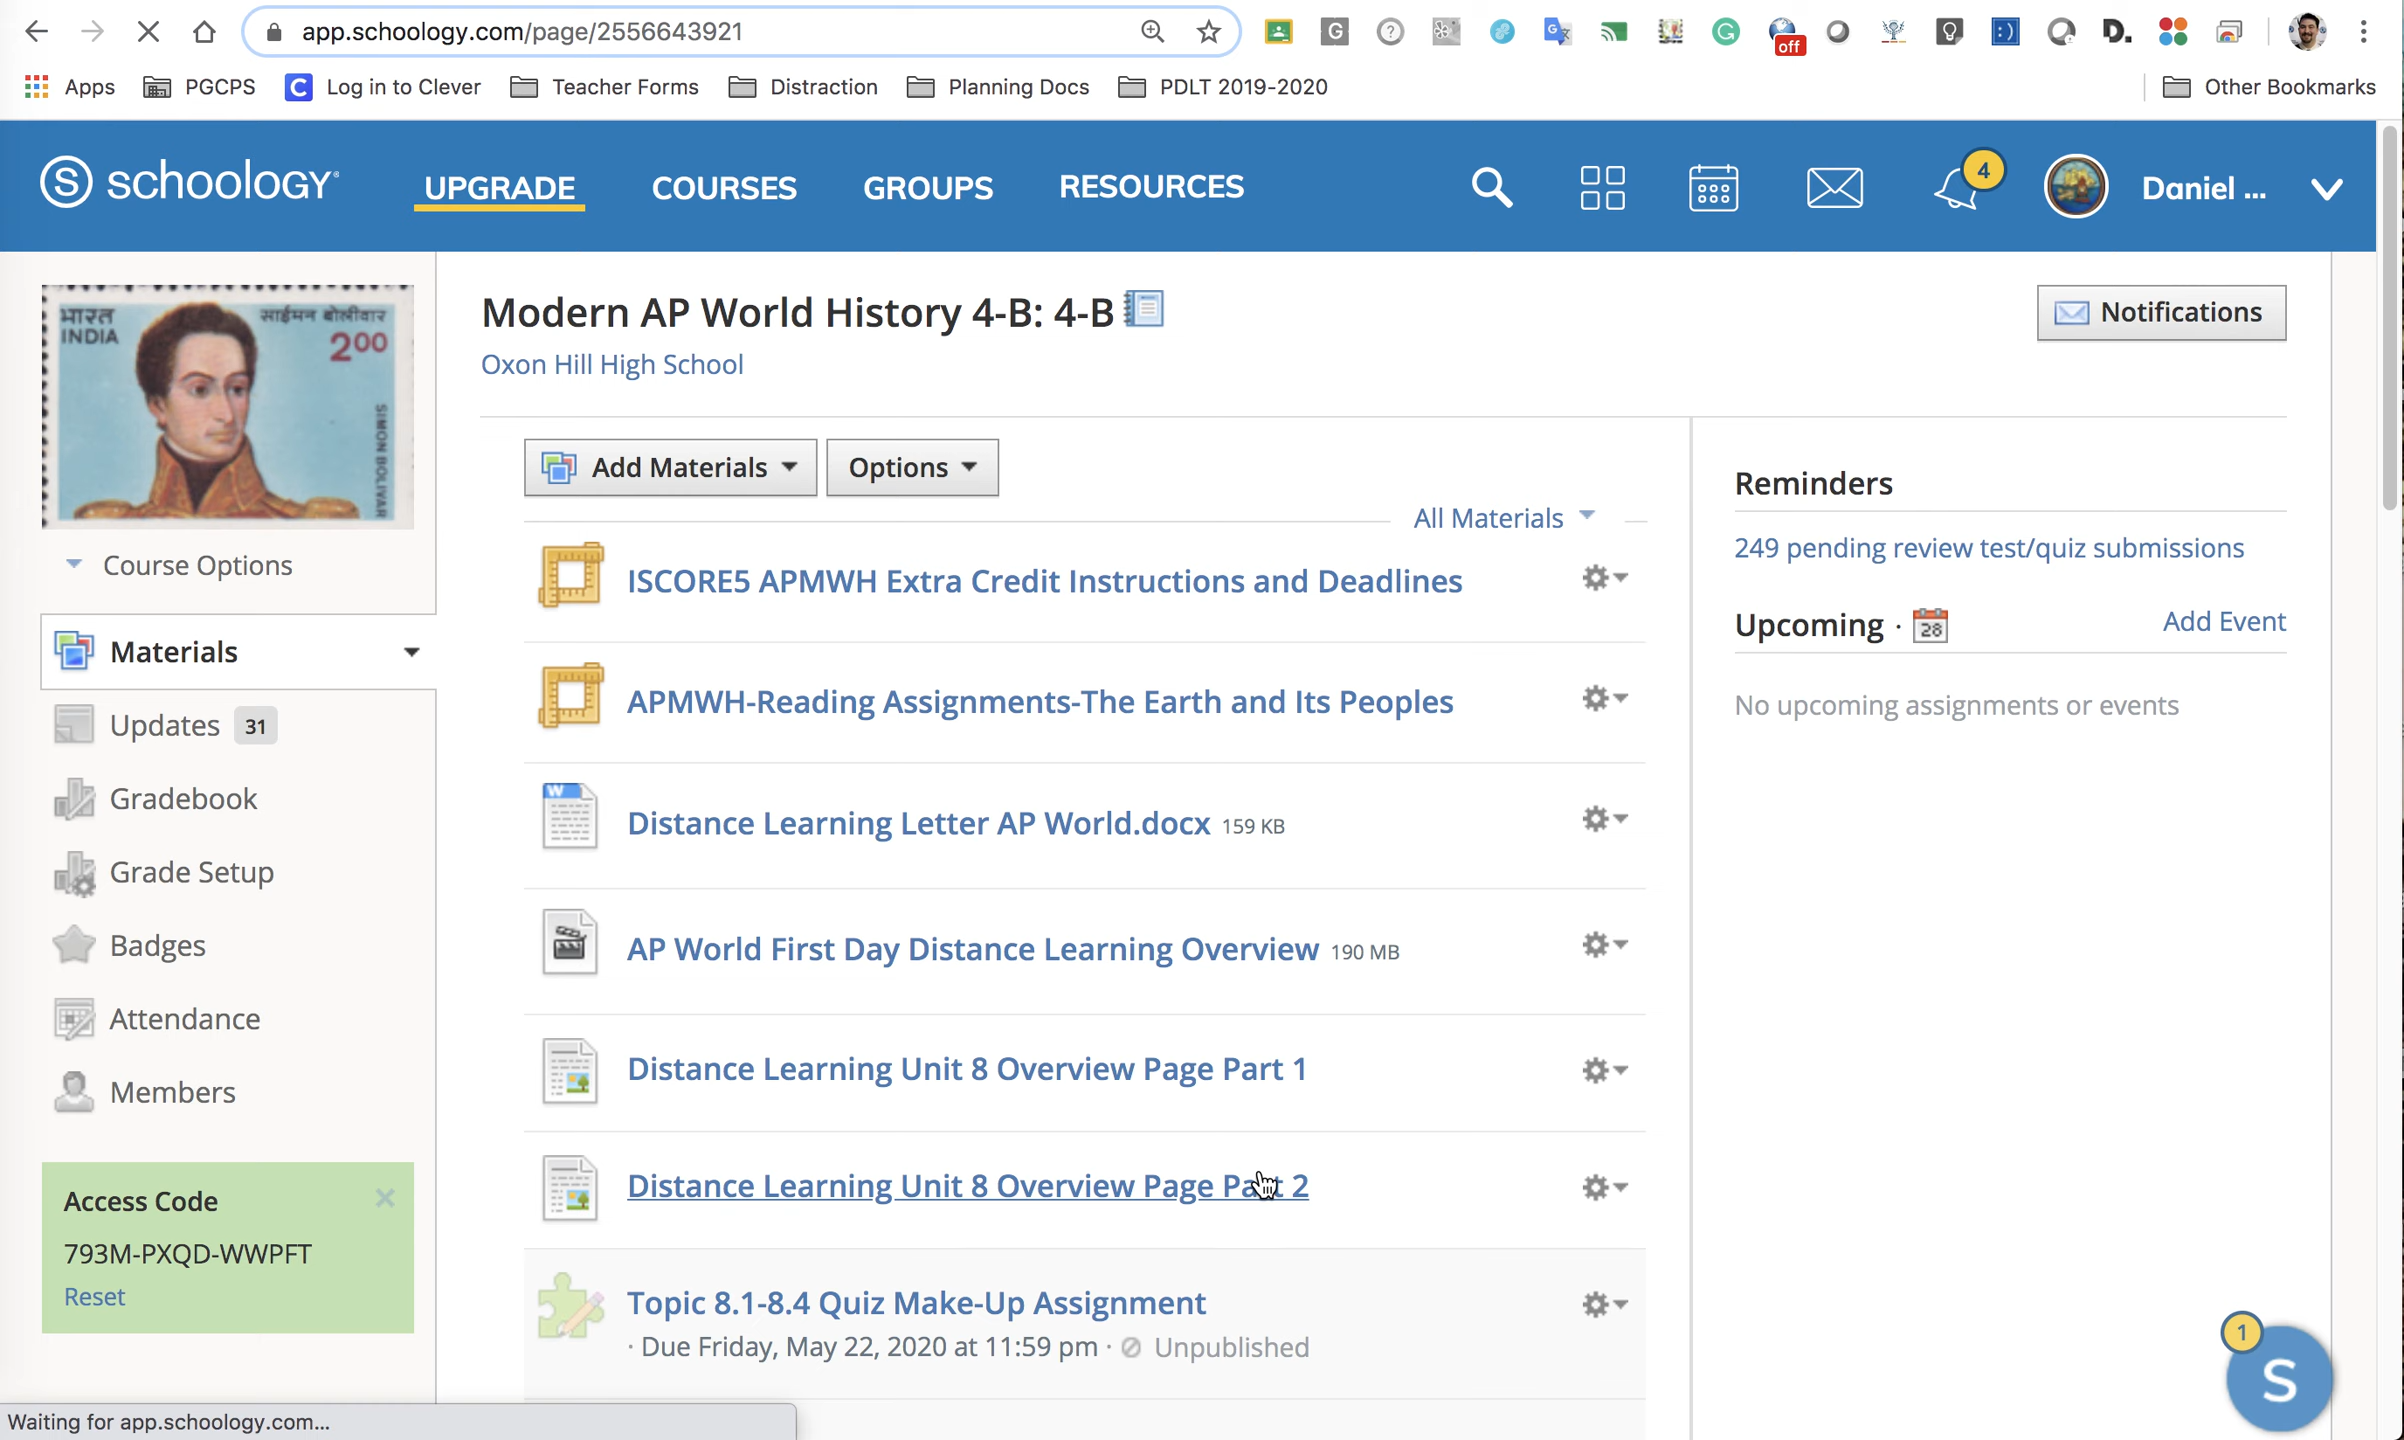 app.schoology.com/page/2556643921
off
Apps PGCPS Log in to Clever Teacher Forms Distraction Planning Docs PDLT 2019-2020 Other Bookmarks
schoology UPGRADE COURSES GROUPS RESOURCES 4 Daniel ...
भारत
INDIA
साईमन बोलीवार
2.00
SIMON BOLIVAR
Modern AP World History 4-B: 4-B
Notifications
Oxon Hill High School
Course Options
Materials
Updates 31
Gradebook
Grade Setup
Badges
Attendance
Members
Access Code
793M-PXQD-WWPFT
Reset
Add Materials Options
All Materials
ISCORE5 APMWH Extra Credit Instructions and Deadlines
APMWH-Reading Assignments-The Earth and Its Peoples
Distance Learning Letter AP World.docx 159 KB
AP World First Day Distance Learning Overview 190 MB
Distance Learning Unit 8 Overview Page Part 1
Distance Learning Unit 8 Overview Page Part 2
Topic 8.1-8.4 Quiz Make-Up Assignment
· Due Friday, May 22, 2020 at 11:59 pm · Unpublished
Reminders
249 pending review test/quiz submissions
Upcoming · 28 Add Event
No upcoming assignments or events
1
S
Waiting for app.schoology.com...